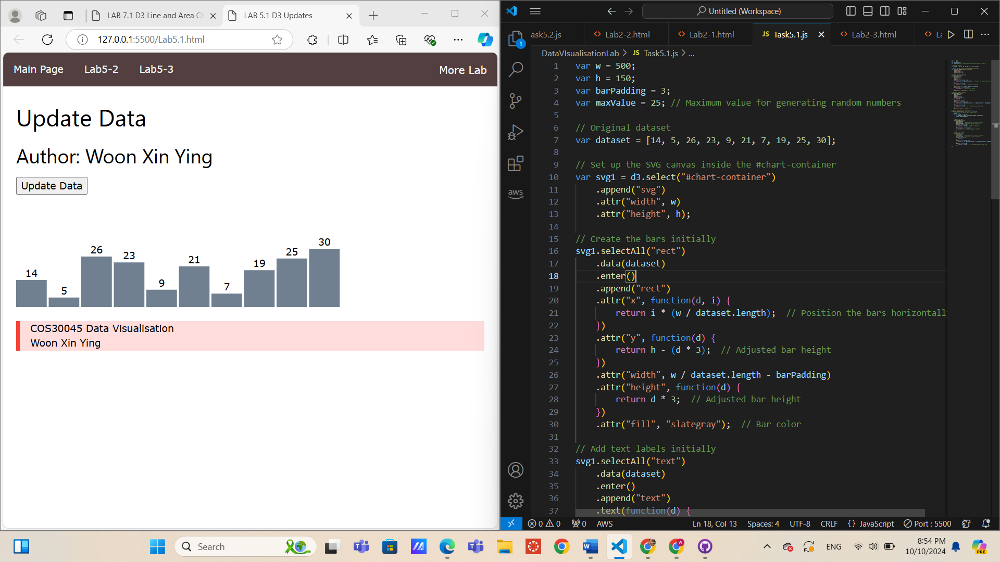 LAB 7.1 D3 Line and Area Ch
LAB 5.1 D3 Updates
127.0.0.1:5500/Lab5.1.html
Main Page
Lab5-2
Lab5-3
More Lab
Update Data
Author: Woon Xin Ying
Update Data
14
5
26
23
9
21
7
19
25
30
COS30045 Data Visualisation
Woon Xin Ying
Untitled (Workspace)
ask5.2.js
<> Lab2-2.html
<> Lab2-1.html
JS Task5.1.js
<> Lab2-3.html
<> La
DataVIsualisationLab > JS Task5.1.js > ...
1 var w = 500;
2 var h = 150;
3 var barPadding = 3;
4 var maxValue = 25; // Maximum value for generating random numbers
5
6 // Original dataset
7 var dataset = [14, 5, 26, 23, 9, 21, 7, 19, 25, 30];
8
9 // Set up the SVG canvas inside the #chart-container
10 var svg1 = d3.select("#chart-container")
11 .append("svg")
12 .attr("width", w)
13 .attr("height", h);
14
15 // Create the bars initially
16 svg1.selectAll("rect")
17 .data(dataset)
18 .enter()
19 .append("rect")
20 .attr("x", function(d, i) {
21 return i * (w / dataset.length); // Position the bars horizontally
22 })
23 .attr("y", function(d) {
24 return h - (d * 3); // Adjusted bar height
25 })
26 .attr("width", w / dataset.length - barPadding)
27 .attr("height", function(d) {
28 return d * 3; // Adjusted bar height
29 })
30 .attr("fill", "slategray"); // Bar color
31
32 // Add text labels initially
33 svg1.selectAll("text")
34 .data(dataset)
35 .enter()
36 .append("text")
37 .text(function(d) {
aws
1
0 0
0
AWS
Ln 18, Col 13
Spaces: 4
UTF-8
CRLF
{} JavaScript
Port : 5500
Search
ENG
8:54 PM
10/10/2024
PRE